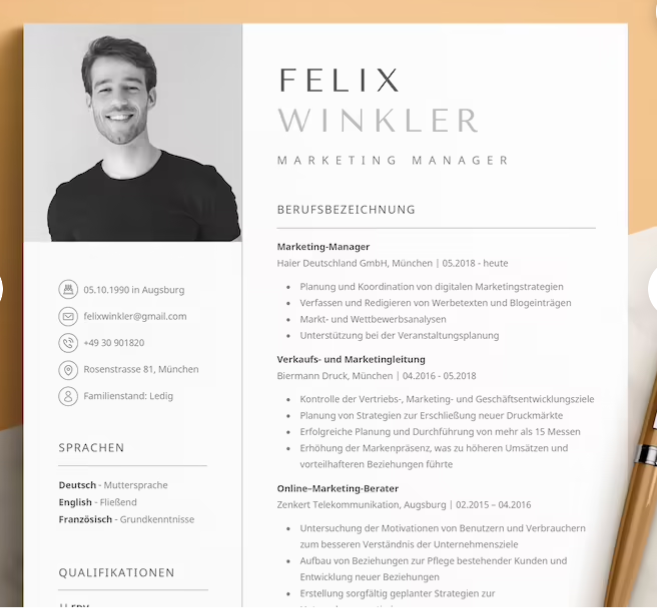 FELIX
WINKLER
MARKETING MANAGER
05.10.1990 in Augsburg
felixwinkler@gmail.com
+49 30 901820
Rosenstrasse 81, München
Familienstand: Ledig
SPRACHEN
Deutsch - Muttersprache
English - Fließend
Französisch - Grundkenntnisse
QUALIFIKATIONEN
BERUFSBEZEICHNUNG
Marketing-Manager
Haier Deutschland GmbH, München | 05.2018 - heute
• Planung und Koordination von digitalen Marketingstrategien
• Verfassen und Redigieren von Werbetexten und Blogeinträgen
• Markt- und Wettbewerbsanalysen
• Unterstützung bei der Veranstaltungsplanung
Verkaufs- und Marketingleitung
Biermann Druck, München | 04.2016 - 05.2018
• Kontrolle der Vertriebs-, Marketing- und Geschäftsentwicklungsziele
• Planung von Strategien zur Erschließung neuer Druckmärkte
• Erfolgreiche Planung und Durchführung von mehr als 15 Messen
• Erhöhung der Markenpräsenz, was zu höheren Umsätzen und
vorteilhafteren Beziehungen führte
Online–Marketing-Berater
Zenkert Telekommunikation, Augsburg | 02.2015 – 04.2016
• Untersuchung der Motivationen von Benutzern und Verbrauchern
zum besseren Verständnis der Unternehmensziele
• Aufbau von Beziehungen zur Pflege bestehender Kunden und
Entwicklung neuer Beziehungen
• Erstellung sorgfältig geplanter Strategien zur